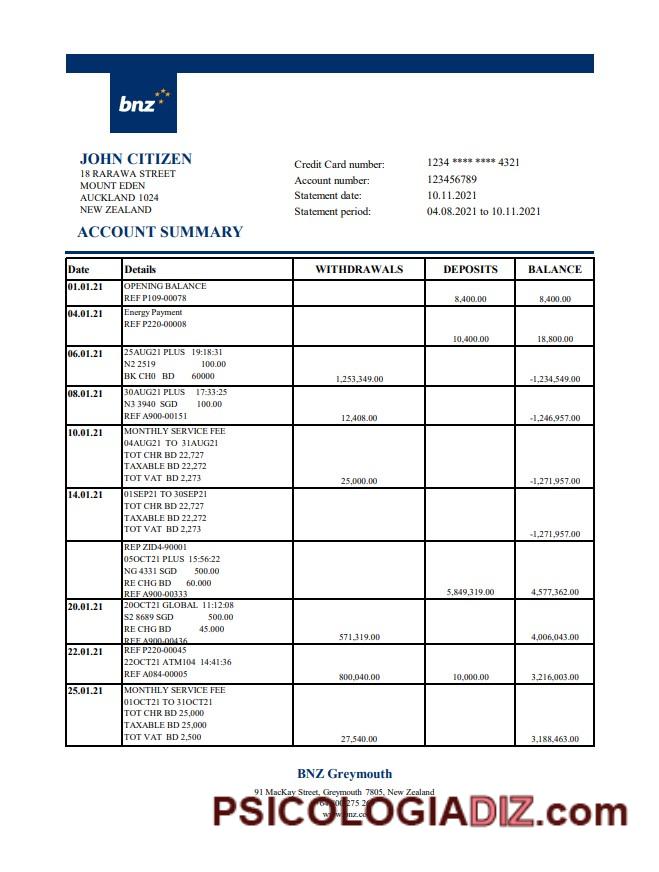 bnz
JOHN CITIZEN
18 RARAWA STREET
MOUNT EDEN
AUCKLAND 1024
NEW ZEALAND
Credit Card number: 1234 **** **** 4321
Account number: 123456789
Statement date: 10.11.2021
Statement period: 04.08.2021 to 10.11.2021
ACCOUNT SUMMARY
Date Details WITHDRAWALS DEPOSITS BALANCE
01.01.21 OPENING BALANCE
REF P109-00078 8,400.00 8,400.00
04.01.21 Energy Payment
REF P220-00008
10,400.00 18,800.00
06.01.21 25AUG21 PLUS 19:18:31
N2 2519 100.00
BK CH0 BD 60000 1,253,349.00 -1,234,549.00
08.01.21 30AUG21 PLUS 17:33:25
N3 3940 SGD 100.00
REF A900-00151 12,408.00 -1,246,957.00
10.01.21 MONTHLY SERVICE FEE
04AUG21 TO 31AUG21
TOT CHR BD 22,727
TAXABLE BD 22,272
TOT VAT BD 2,273 25,000.00 -1,271,957.00
14.01.21 01SEP21 TO 30SEP21
TOT CHR BD 22,727
TAXABLE BD 22,272
TOT VAT BD 2,273 -1,271,957.00
REP ZID4-90001
05OCT21 PLUS 15:56:22
NG 4331 SGD 500.00
RE CHG BD 60.000
REF A900-00333 5,849,319.00 4,577,362.00
20.01.21 20OCT21 GLOBAL 11:12:08
S2 8689 SGD 500.00
RE CHG BD 45.000
REF A900-00436 571,319.00 4,006,043.00
22.01.21 REF P220-00045
22OCT21 ATM104 14:41:36
REF A084-00005 800,040.00 10,000.00 3,216,003.00
25.01.21 MONTHLY SERVICE FEE
01OCT21 TO 31OCT21
TOT CHR BD 25,000
TAXABLE BD 25,000
TOT VAT BD 2,500 27,540.00 3,188,463.00
BNZ Greymouth
91 MacKay Street, Greymouth 7805, New Zealand
PSICOLOGIADIZ.com